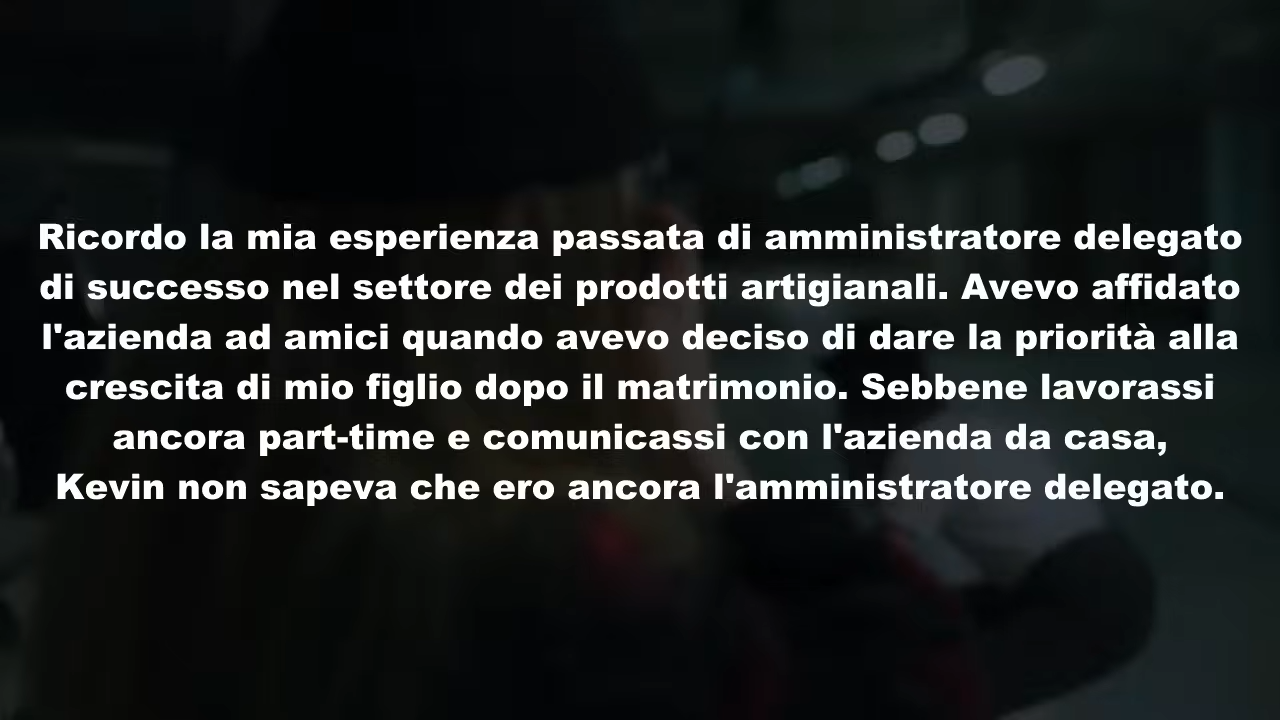 Ricordo la mia esperienza passata di amministratore delegato
di successo nel settore dei prodotti artigianali. Avevo affidato
l'azienda ad amici quando avevo deciso di dare la priorità alla
crescita di mio figlio dopo il matrimonio. Sebbene lavorassi
ancora part-time e comunicassi con l'azienda da casa,
Kevin non sapeva che ero ancora l'amministratore delegato.